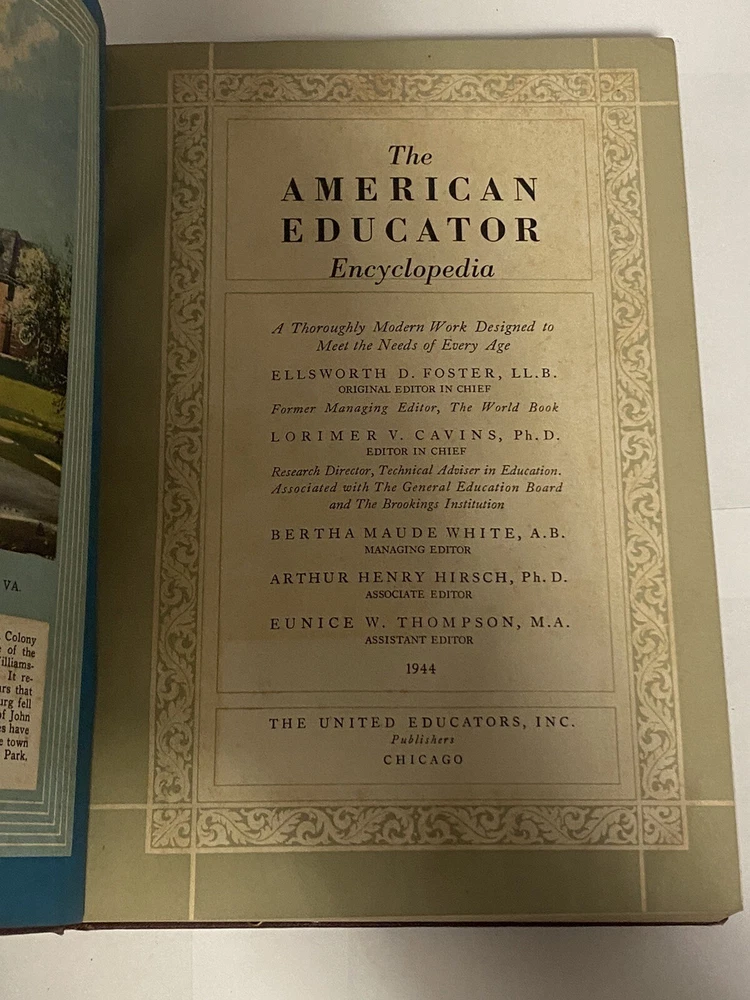 VA.
Colony
of the
illiams-
It re-
rs that
urg fell
of John
s have
town
Park.
The
AMERICAN
EDUCATOR
Encyclopedia
A Thoroughly Modern Work Designed to
Meet the Needs of Every Age
ELLSWORTH D. FOSTER, LL.B.
ORIGINAL EDITOR IN CHIEF
Former Managing Editor, The World Book
LORIMER V. CAVINS, Ph.D.
EDITOR IN CHIEF
Research Director, Technical Adviser in Education.
Associated with The General Education Board
and The Brookings Institution
BERTHA MAUDE WHITE, A.B.
MANAGING EDITOR
ARTHUR HENRY HIRSCH, Ph.D.
ASSOCIATE EDITOR
EUNICE W. THOMPSON, M.A.
ASSISTANT EDITOR
1944
THE UNITED EDUCATORS, INC.
Publishers
CHICAGO